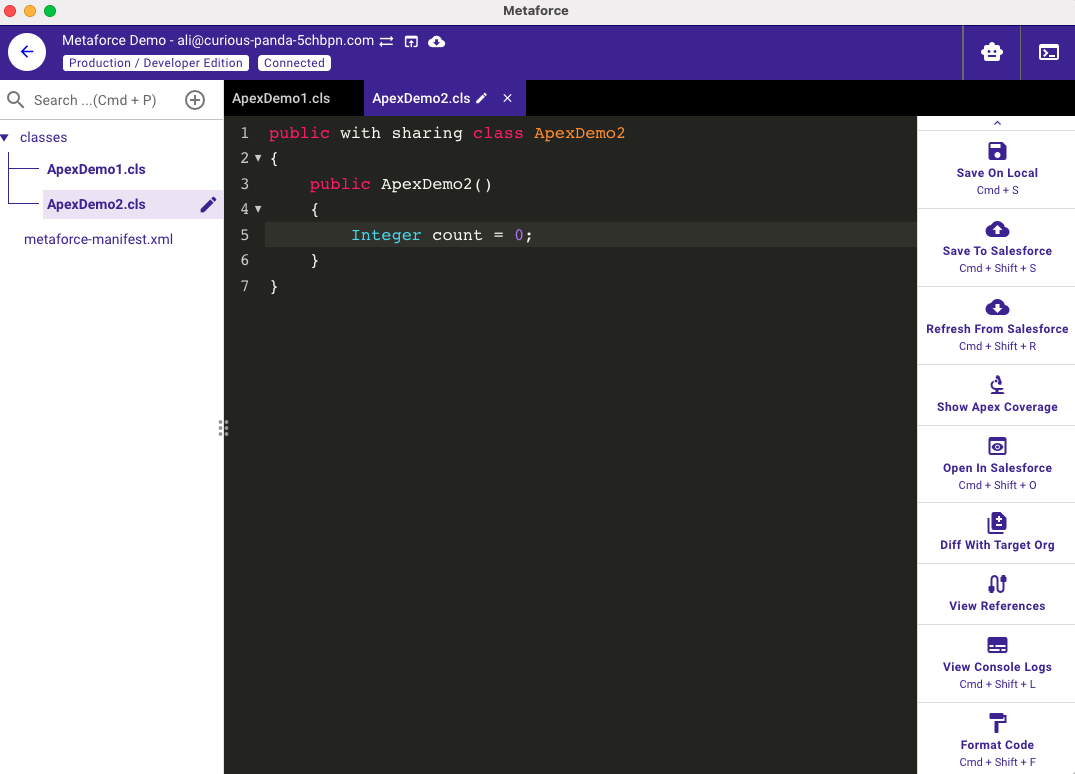 Metaforce
Metaforce Demo - ali@curious-panda-5chbpn.com
Production / Developer Edition
Connected
Search ...(Cmd + P)
classes
ApexDemo1.cls
ApexDemo2.cls
metaforce-manifest.xml
ApexDemo1.cls
ApexDemo2.cls
1 public with sharing class ApexDemo2
2 {
3 public ApexDemo2()
4 {
5 Integer count = 0;
6 }
7 }
Save On Local
Cmd + S
Save To Salesforce
Cmd + Shift + S
Refresh From Salesforce
Cmd + Shift + R
Show Apex Coverage
Open In Salesforce
Cmd + Shift + O
Diff With Target Org
View References
View Console Logs
Cmd + Shift + L
Format Code
Cmd + Shift + F